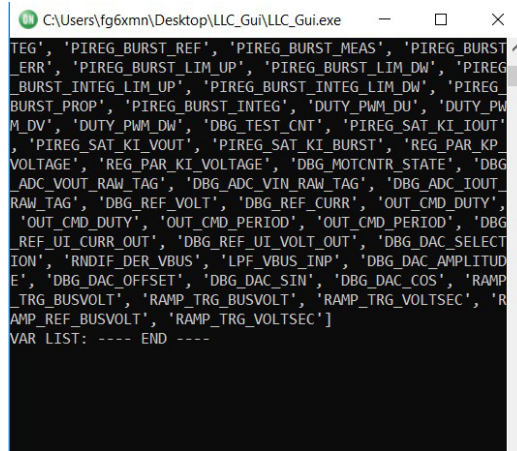 C:\Users\fg6xmn\Desktop\LLC_Gui\LLC_Gui.exe
TEG', 'PIREG_BURST_REF', 'PIREG_BURST_MEAS', 'PIREG_BURST
_ERR', 'PIREG_BURST_LIM_UP', 'PIREG_BURST_LIM_DW', 'PIREG
_BURST_INTEG_LIM_UP', 'PIREG_BURST_INTEG_LIM_DW', 'PIREG_
BURST_PROP', 'PIREG_BURST_INTEG', 'DUTY_PWM_DU', 'DUTY_PW
M_DV', 'DUTY_PWM_DW', 'DBG_TEST_CNT', 'PIREG_SAT_KI_IOUT'
, 'PIREG_SAT_KI_VOUT', 'PIREG_SAT_KI_BURST', 'REG_PAR_KP_
VOLTAGE', 'REG_PAR_KI_VOLTAGE', 'DBG_MOTCNTR_STATE', 'DBG
_ADC_VOUT_RAW_TAG', 'DBG_ADC_VIN_RAW_TAG', 'DBG_ADC_IOUT_
RAW_TAG', 'DBG_REF_VOLT', 'DBG_REF_CURR', 'OUT_CMD_DUTY',
'OUT_CMD_DUTY', 'OUT_CMD_PERIOD', 'OUT_CMD_PERIOD', 'DBG
_REF_UI_CURR_OUT', 'DBG_REF_UI_VOLT_OUT', 'DBG_DAC_SELECT
ION', 'RNDIF_DER_VBUS', 'LPF_VBUS_INP', 'DBG_DAC_AMPLITUD
E', 'DBG_DAC_OFFSET', 'DBG_DAC_SIN', 'DBG_DAC_COS', 'RAMP
_TRG_BUSVOLT', 'RAMP_TRG_BUSVOLT', 'RAMP_TRG_VOLTSEC', 'R
AMP_REF_BUSVOLT', 'RAMP_TRG_VOLTSEC']
VAR LIST: ---- END ----